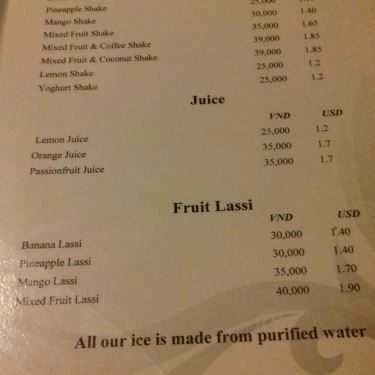 Pineapple Shake 25,000
Mango Shake 30,000 1.40
Mixed Fruit Shake 35,000 1.65
Mixed Fruit & Coffee Shake 39,000 1.85
Mixed Fruit & Coconut Shake 39,000 1.85
Lemon Shake 25,000 1.2
Yoghurt Shake 25,000 1.2
Juice
VND USD
Lemon Juice 25,000 1.2
Orange Juice 35,000 1.7
Passionfruit Juice 35,000 1.7
Fruit Lassi
VND USD
Banana Lassi 30,000 1.40
Pineapple Lassi 30,000 1.40
Mango Lassi 35,000 1.70
Mixed Fruit Lassi 40,000 1.90
All our ice is made from purified water